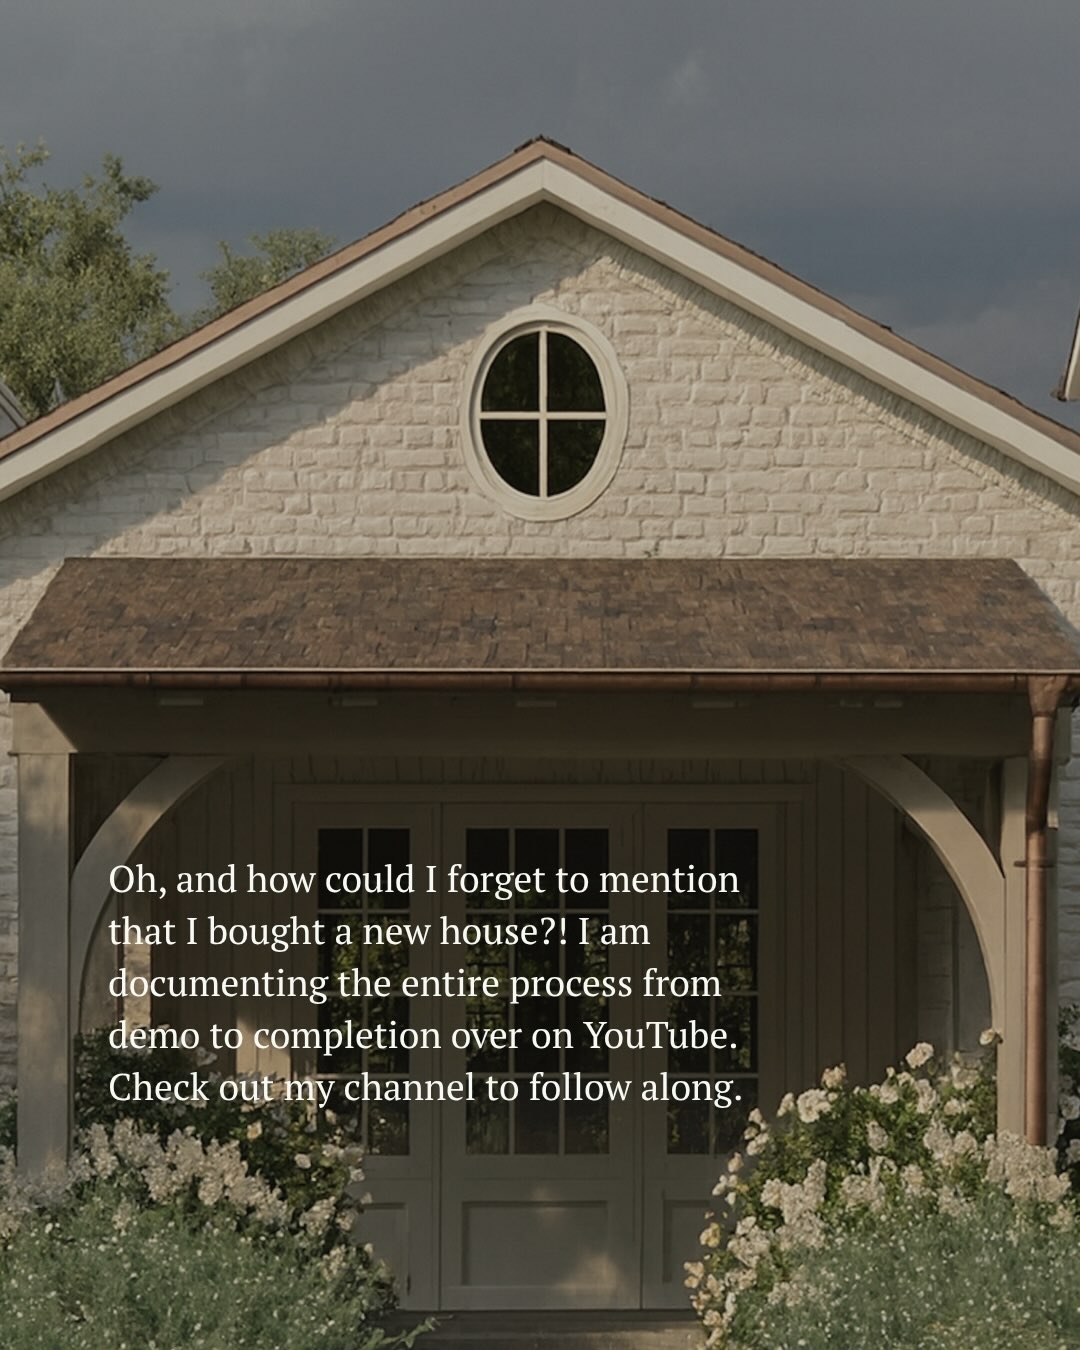 Oh, and how could I forget to mention
that I bought a new house?! I am
documenting the entire process from
demo to completion over on YouTube.
Check out my channel to follow along.